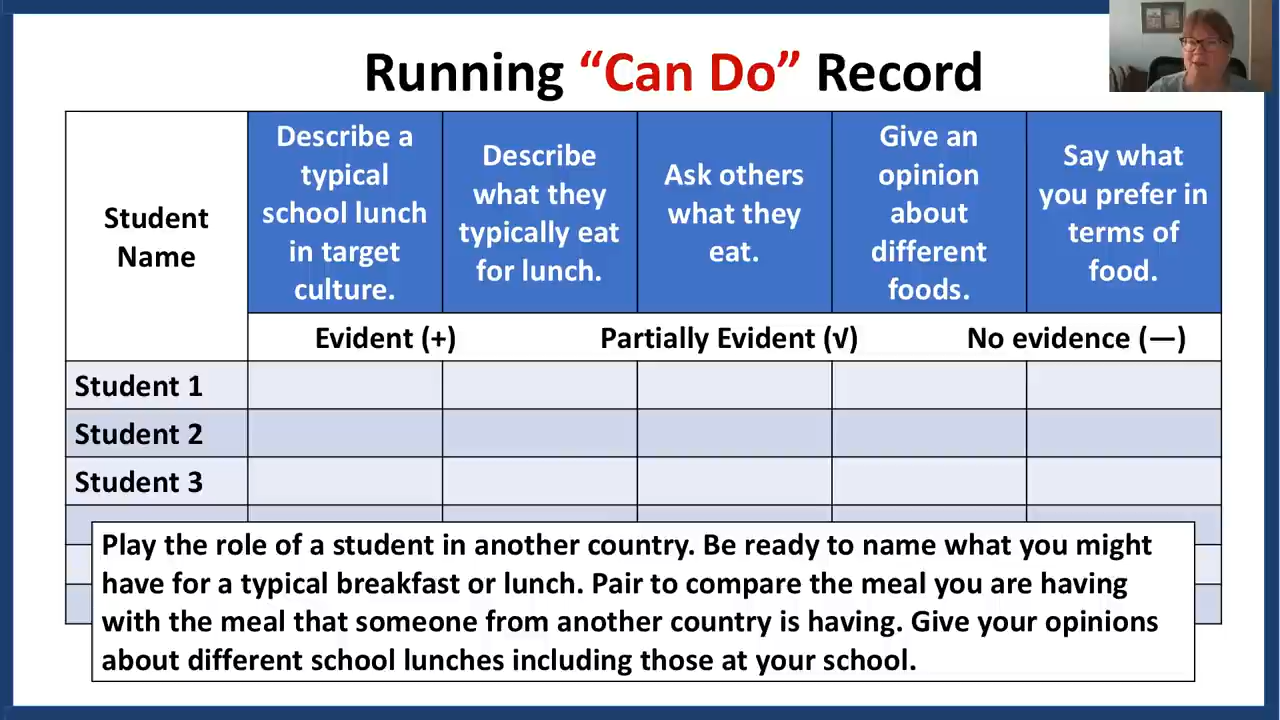 Running “Can Do” Record
Student
Name
Describe a
typical
school lunch
in target
culture.
Describe
what they
typically eat
for lunch.
Ask others
what they
eat.
Give an
opinion
about
different
foods.
Say what
you prefer in
terms of
food.
Evident (+) Partially Evident (√) No evidence (—)
Student 1
Student 2
Student 3
Play the role of a student in another country. Be ready to name what you might
have for a typical breakfast or lunch. Pair to compare the meal you are having
with the meal that someone from another country is having. Give your opinions
about different school lunches including those at your school.